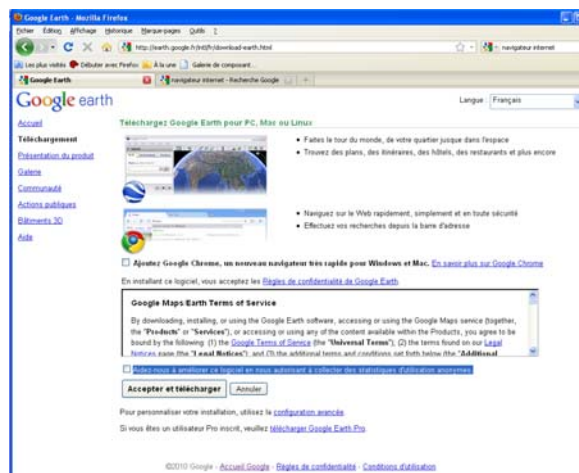 Google Earth - Mozilla Firefox
Fichier Édition Affichage Historique Marque-pages Outils ?
http://earth.google.fr/intl/fr/download-earth.html
navigateur internet
Les plus visités Débuter avec Firefox À la une Galerie de composant...
Google Earth
navigateur internet - Recherche Google
Google earth
Langue : Français
Accueil
Téléchargement
Présentation du produit
Galerie
Communauté
Actions publiques
Bâtiments 3D
Aide
Téléchargez Google Earth pour PC, Mac ou Linux
Faites le tour du monde, de votre quartier jusque dans l'espace
Trouvez des plans, des itinéraires, des hôtels, des restaurants et plus encore
Naviguez sur le Web rapidement, simplement et en toute sécurité
Effectuez vos recherches depuis la barre d'adresse
Ajoutez Google Chrome, un nouveau navigateur très rapide pour Windows et Mac. En savoir plus sur Google Chrome
En installant ce logiciel, vous acceptez les Règles de confidentialité de Google Earth
Google Maps/Earth Terms of Service
By downloading, installing, or using the Google Earth software, accessing or using the Google Maps service (together,
the "Products" or "Services"), or accessing or using any of the content available within the Products, you agree to be
bound by the following: (1) the Google Terms of Service (the "Universal Terms"); (2) the terms found on our Legal
Notices page (the "Legal Notices"); and (3) the additional terms and conditions set forth below (the "Additional
Aidez-nous à améliorer ce logiciel en nous autorisant à collecter des statistiques d'utilisation anonymes.
Accepter et télécharger Annuler
Pour personnaliser votre installation, utilisez la configuration avancée.
Si vous êtes un utilisateur Pro inscrit, veuillez télécharger Google Earth Pro.
©2010 Google - Accueil Google - Règles de confidentialité - Conditions d'utilisation